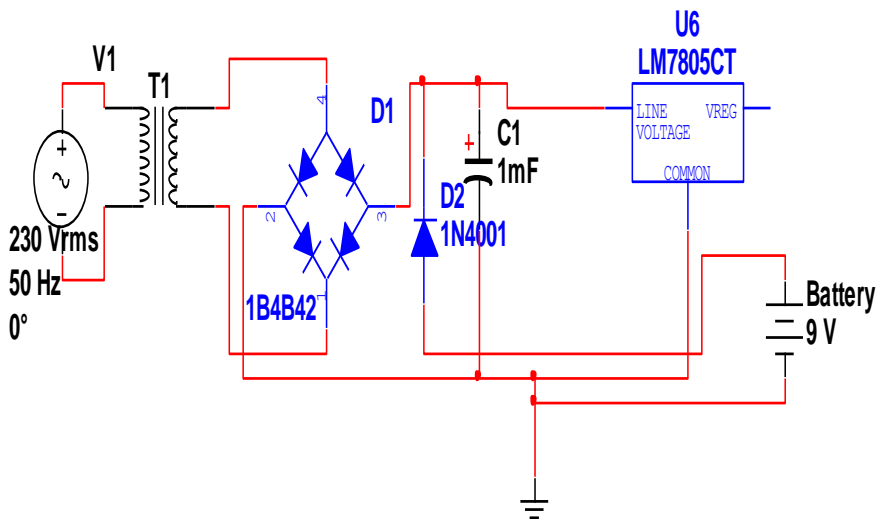 V1
T1
230 Vrms
50 Hz
0°
4
2
3
1
D1
1B4B42
D2
1N4001
+
C1
1mF
U6
LM7805CT
LINE VREG
VOLTAGE
COMMON
Battery
9 V